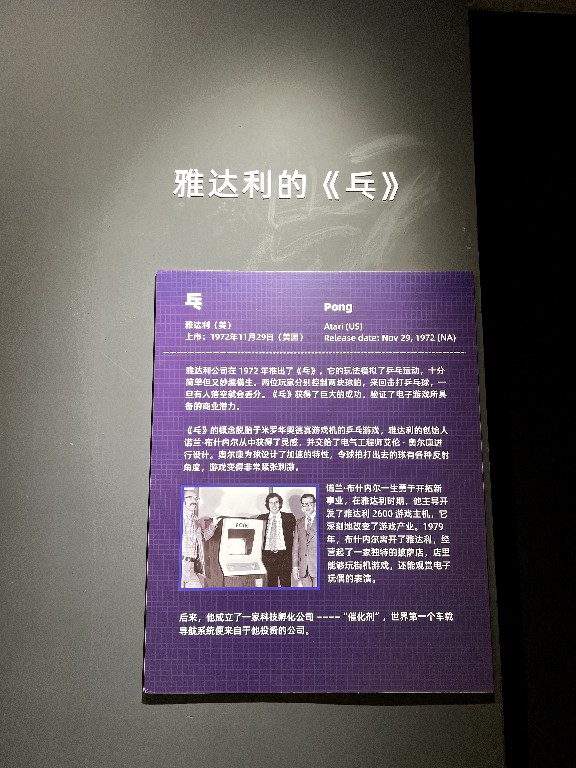 雅达利的《乓》
乓
Pong
雅达利（美）
Atari (US)
上市：1972年11月29日（美国）
Release date: Nov 29, 1972 (NA)
雅达利公司在 1972 年推出了《乓》，它的玩法模拟了乒乓运动，十分
简单但又妙趣横生。两位玩家分别控制两块球拍，来回击打乒乓球，一
旦有人落空就会丢分。《乓》获得了巨大的成功，验证了电子游戏所具
备的商业潜力。
《乓》的概念脱胎于米罗华奥德赛游戏机的乒乓游戏，雅达利的创始人
诺兰·布什内尔从中获得了灵感，并交给了电气工程师艾伦·奥尔康进
行设计。奥尔康为球设计了加速的特性，令球拍打出去的球有各种反射
角度，游戏变得非常紧张刺激。
PONG
诺兰·布什内尔一生勇于开拓新
事业，在雅达利时期，他主导开
发了雅达利 2600 游戏主机，它
深刻地改变了游戏产业。1979
年，布什内尔离开了雅达利，经
营起了一家独特的披萨店，店里
能够玩街机游戏，还能观赏电子
玩偶的表演。
后来，他成立了一家科技孵化公司 ----“催化剂”，世界第一个车载
导航系统便来自于他投资的公司。